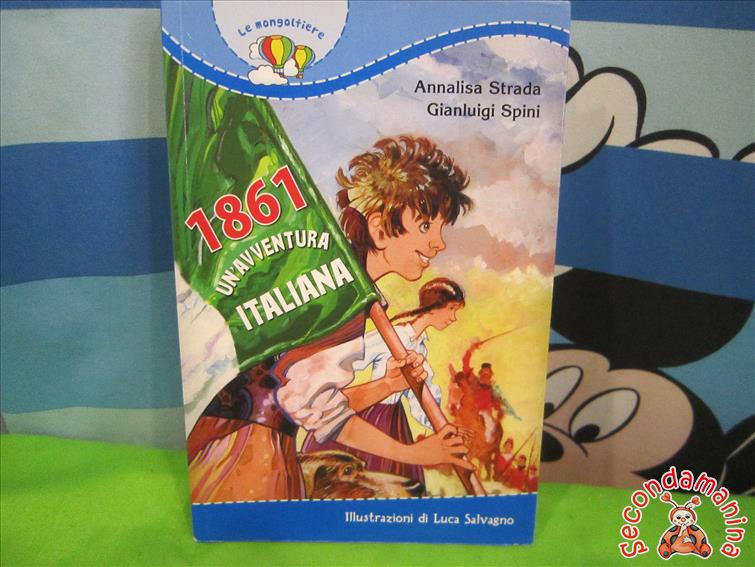 Le mongolfiere
Annalisa Strada
Gianluigi Spini
1861
UN'AVVENTURA
ITALIANA
Illustrazioni di Luca Salvagno
secondamanina